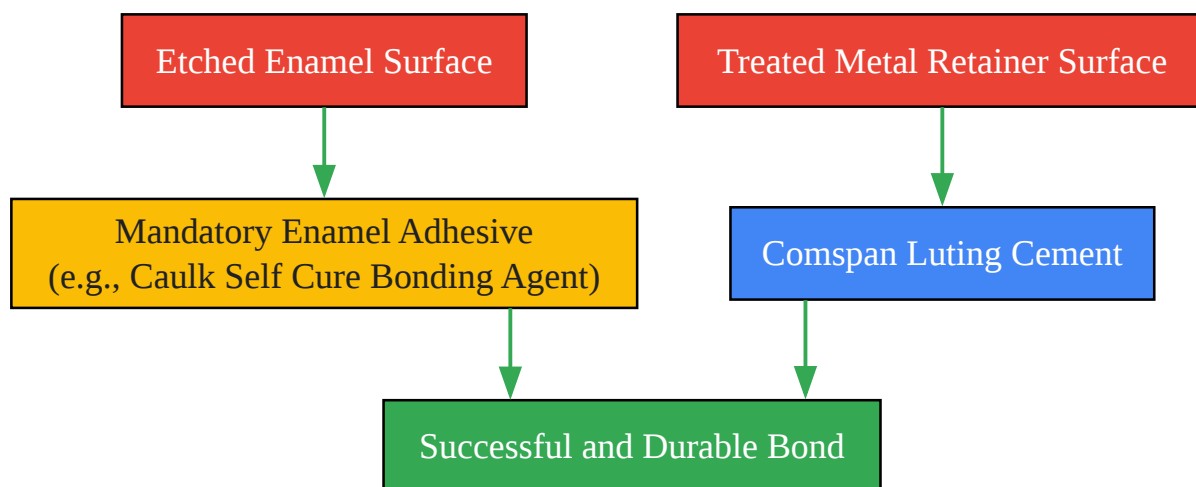 Etched Enamel Surface
Treated Metal Retainer Surface
Mandatory Enamel Adhesive
(e.g., Caulk Self Cure Bonding Agent)
Comspan Luting Cement
Successful and Durable Bond